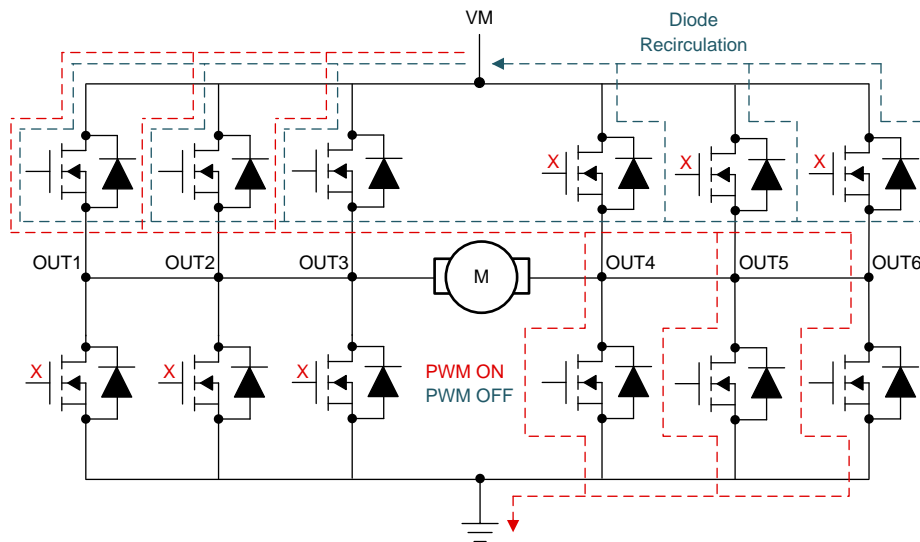 VM
Diode
Recirculation
X
X
X
OUT1
OUT2
OUT3
M
OUT4
OUT5
OUT6
X
X
X
PWM ON
PWM OFF